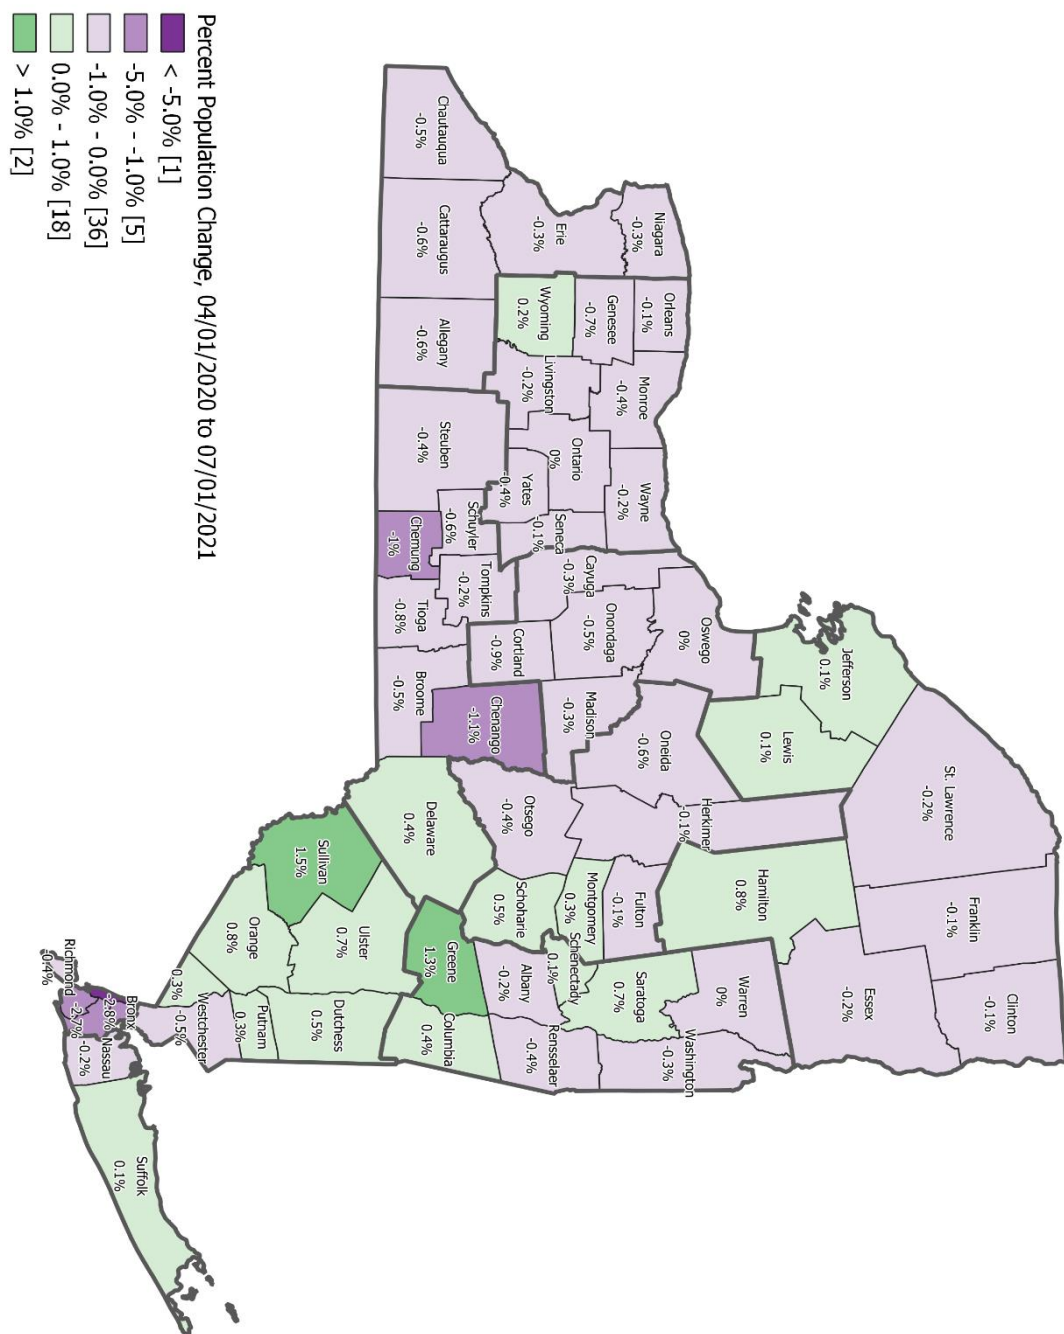 Percent Population Change, 04/01/2020 to 07/01/2021
< -5.0% [1]
-5.0% - -1.0% [5]
-1.0% - 0.0% [36]
0.0% - 1.0% [18]
> 1.0% [2]
Clinton
-0.1%
Franklin
-0.1%
St. Lawrence
-0.2%
Essex
-0.2%
Jefferson
0.1%
Lewis
0.1%
Hamilton
0.8%
Herkimer
-0.1%
Warren
0%
Washington
-0.3%
Oswego
0%
Oneida
-0.6%
Niagara
-0.3%
Orleans
-0.1%
Monroe
-0.4%
Wayne
-0.2%
Fulton
-0.1%
Saratoga
0.7%
Erie
-0.3%
Genesee
-0.7%
Wyoming
0.2%
Livingston
-0.2%
Ontario
0%
Yates
-0.4%
Seneca
-0.1%
Cayuga
-0.3%
Onondaga
-0.5%
Madison
-0.3%
Montgomery
0.3%
Schenectady
0.1%
Otsego
-0.4%
Schoharie
0.5%
Albany
-0.2%
Rensselaer
-0.4%
Cortland
-0.9%
Chenango
-1.1%
Tompkins
-0.2%
Schuyler
-0.6%
Chautauqua
-0.5%
Cattaraugus
-0.6%
Allegany
-0.6%
Steuben
-0.4%
Chemung
-1%
Tioga
-0.8%
Broome
-0.5%
Delaware
0.4%
Greene
1.3%
Columbia
0.4%
Ulster
0.7%
Dutchess
0.5%
Sullivan
1.5%
Orange
0.8%
Putnam
0.3%
Westchester
-0.5%
0.3%
Bronx
-2.8%
-2.7%
Richmond
-0.4%
Nassau
-0.2%
Suffolk
0.1%